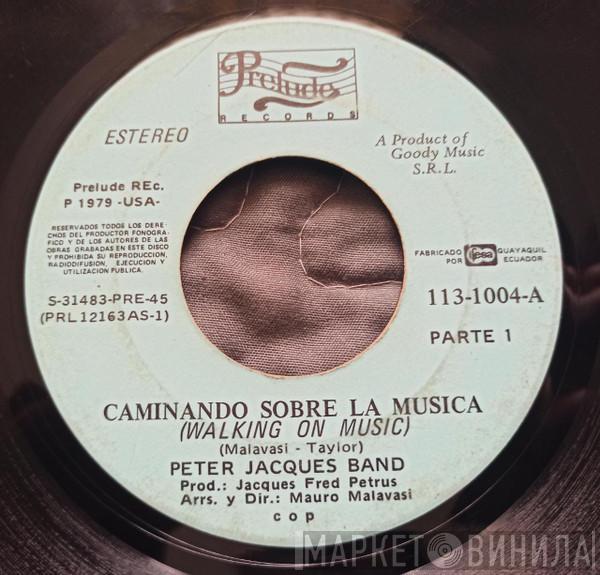 Prelude
RECORDS
ESTEREO
A Product of
Goody Music
S.R.L.
Prelude REc.
P 1979 -USA-
RESERVADOS TODOS LOS DERE-
CHOS DEL PRODUCTOR FONOGRA-
FICO Y DE LOS AUTORES DE LAS
OBRAS GRABADAS EN ESTE DISCO
Y PROHIBIDA SU REPRODUCCION,
RADIODIFUSION, EJECUCION Y
UTILIZACION PUBLICA.
FABRICADO
POR
fesa
GUAYAQUIL
ECUADOR
S-31483-PRE-45
(PRL12163AS-1)
113-1004-A
PARTE 1
CAMINANDO SOBRE LA MUSICA
(WALKING ON MUSIC)
(Malavasi - Taylor)
PETER JACQUES BAND
Prod.: Jacques Fred Petrus
Arrs. y Dir.: Mauro Malavasi
cop
МАРКЕТ ВИНИЛА